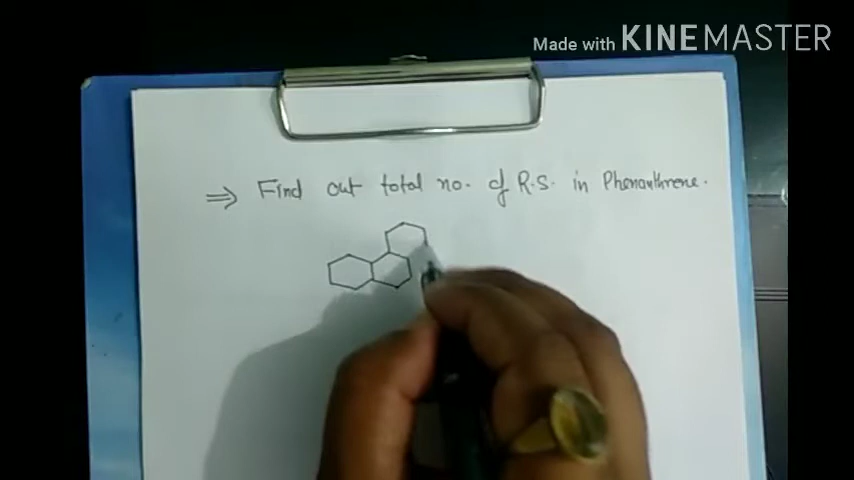 Made with KINEMASTER
⇒ Find out total no. of R.S. in Phenanthrene.